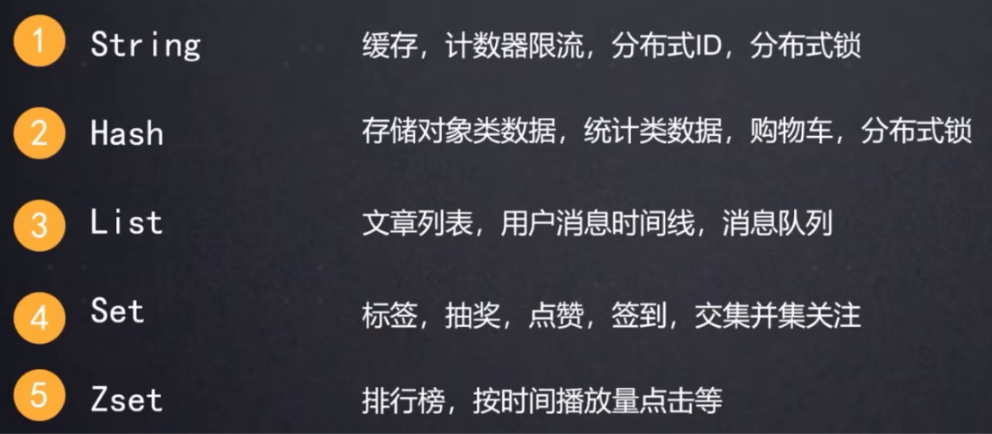 1 String 缓存，计数器限流，分布式ID，分布式锁
2 Hash 存储对象类数据，统计类数据，购物车，分布式锁
3 List 文章列表，用户消息时间线，消息队列
4 Set 标签，抽奖，点赞，签到，交集并集关注
5 Zset 排行榜，按时间播放量点击等